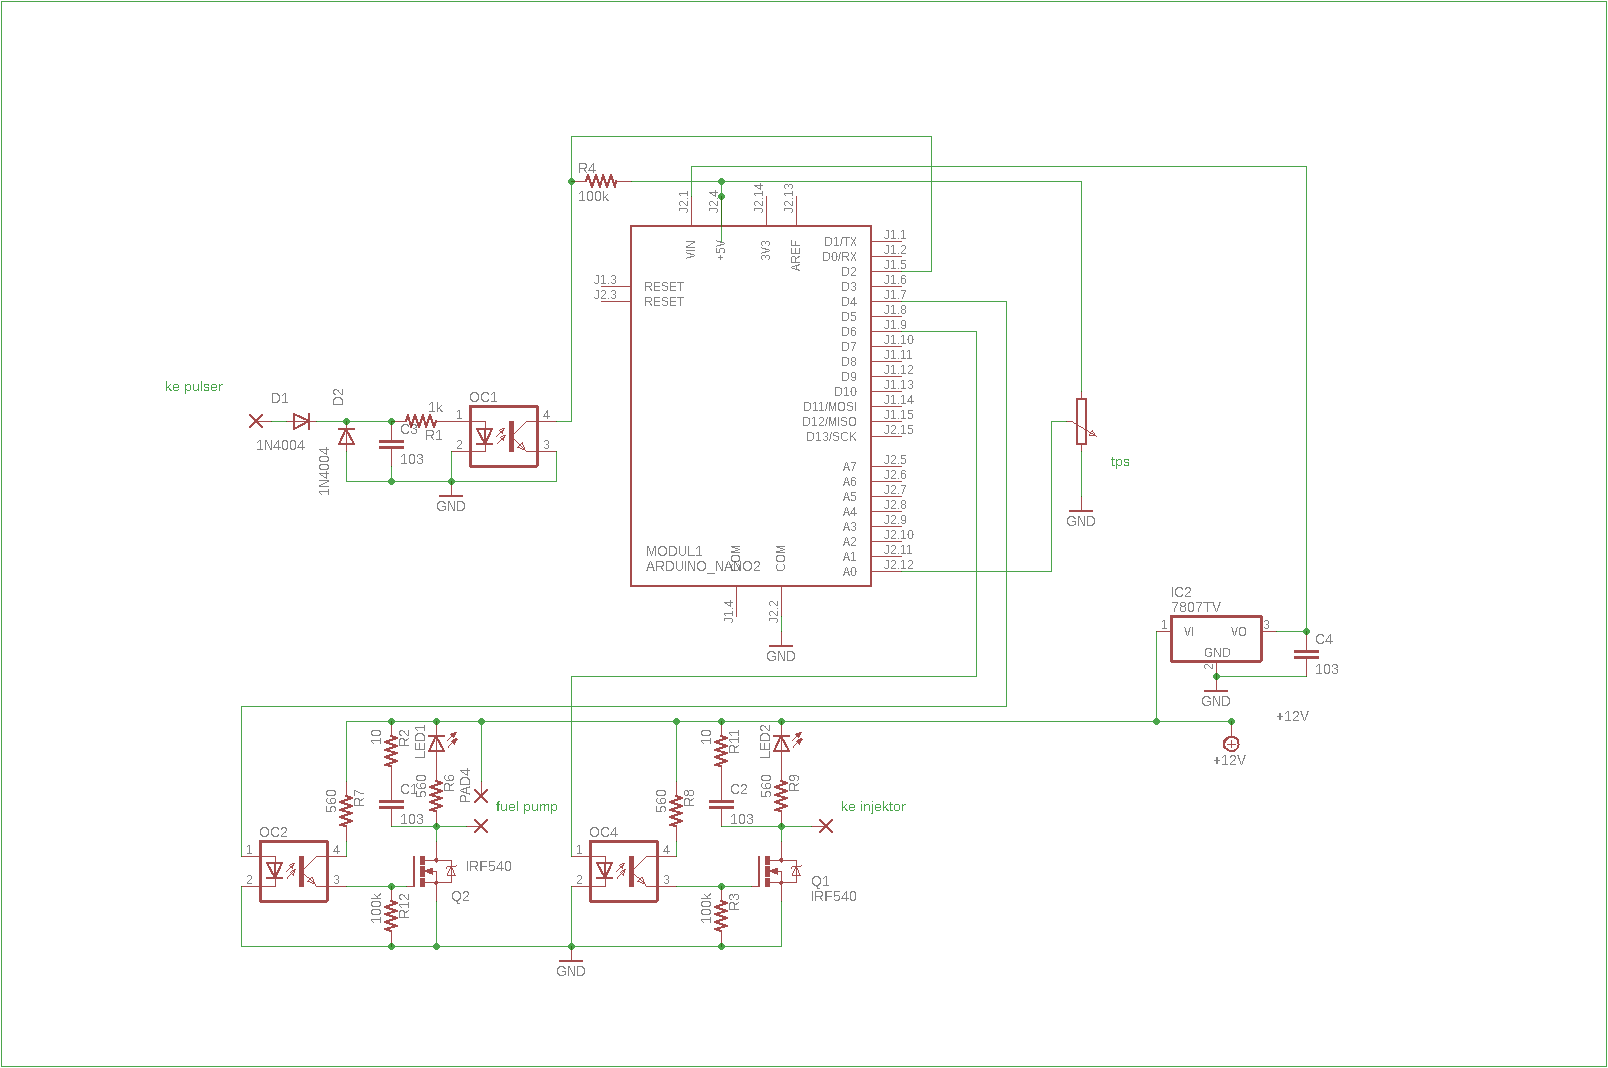 R4
100k
J2.1
J2.4
J2.14
J2.13
VIN
+5V
3V3
AREF
D1/TX
J1.1
D0/RX
J1.2
D2
J1.5
J1.3
RESET
D3
J1.6
J2.3
RESET
D4
J1.7
D5
J1.8
D6
J1.9
D7
J1.10
D8
J1.11
D9
J1.12
D10
J1.13
D11/MOSI
J1.14
D12/MISO
J1.15
D13/SCK
J2.15
A7
J2.5
A6
J2.6
A5
J2.7
A4
J2.8
A3
J2.9
A2
J2.10
A1
J2.11
A0
J2.12
MODUL1
ARDUINO_NANO2
COM
COM
J1.4
J2.2
GND
ke pulser
D1
1N4004
D2
1N4004
C3
103
1k
R1
OC1
1
2
4
3
GND
tps
GND
IC2
7807TV
1
VI
VO
3
GND
2
GND
C4
103
+12V
+12V
560
R7
10
R2
C1
103
LED1
560
R6
PAD4
fuel pump
OC2
1
2
4
3
100k
R12
IRF540
Q2
560
R8
10
R11
C2
103
LED2
560
R9
ke injektor
OC4
1
2
4
3
100k
R3
Q1
IRF540
GND